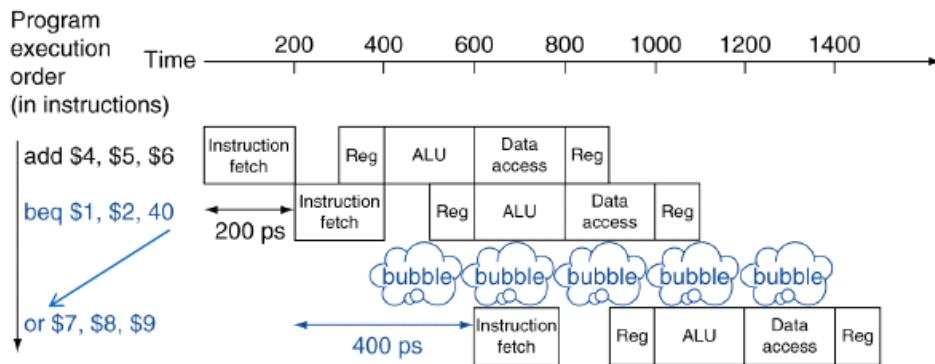 Program
execution
order
(in instructions)
Time
200 400 600 800 1000 1200 1400
add $4, $5, $6
Instruction
fetch
Reg
ALU
Data
access
Reg
beq $1, $2, 40
200 ps
Instruction
fetch
Reg
ALU
Data
access
Reg
bubble bubble bubble bubble bubble
or $7, $8, $9
400 ps
Instruction
fetch
Reg
ALU
Data
access
Reg